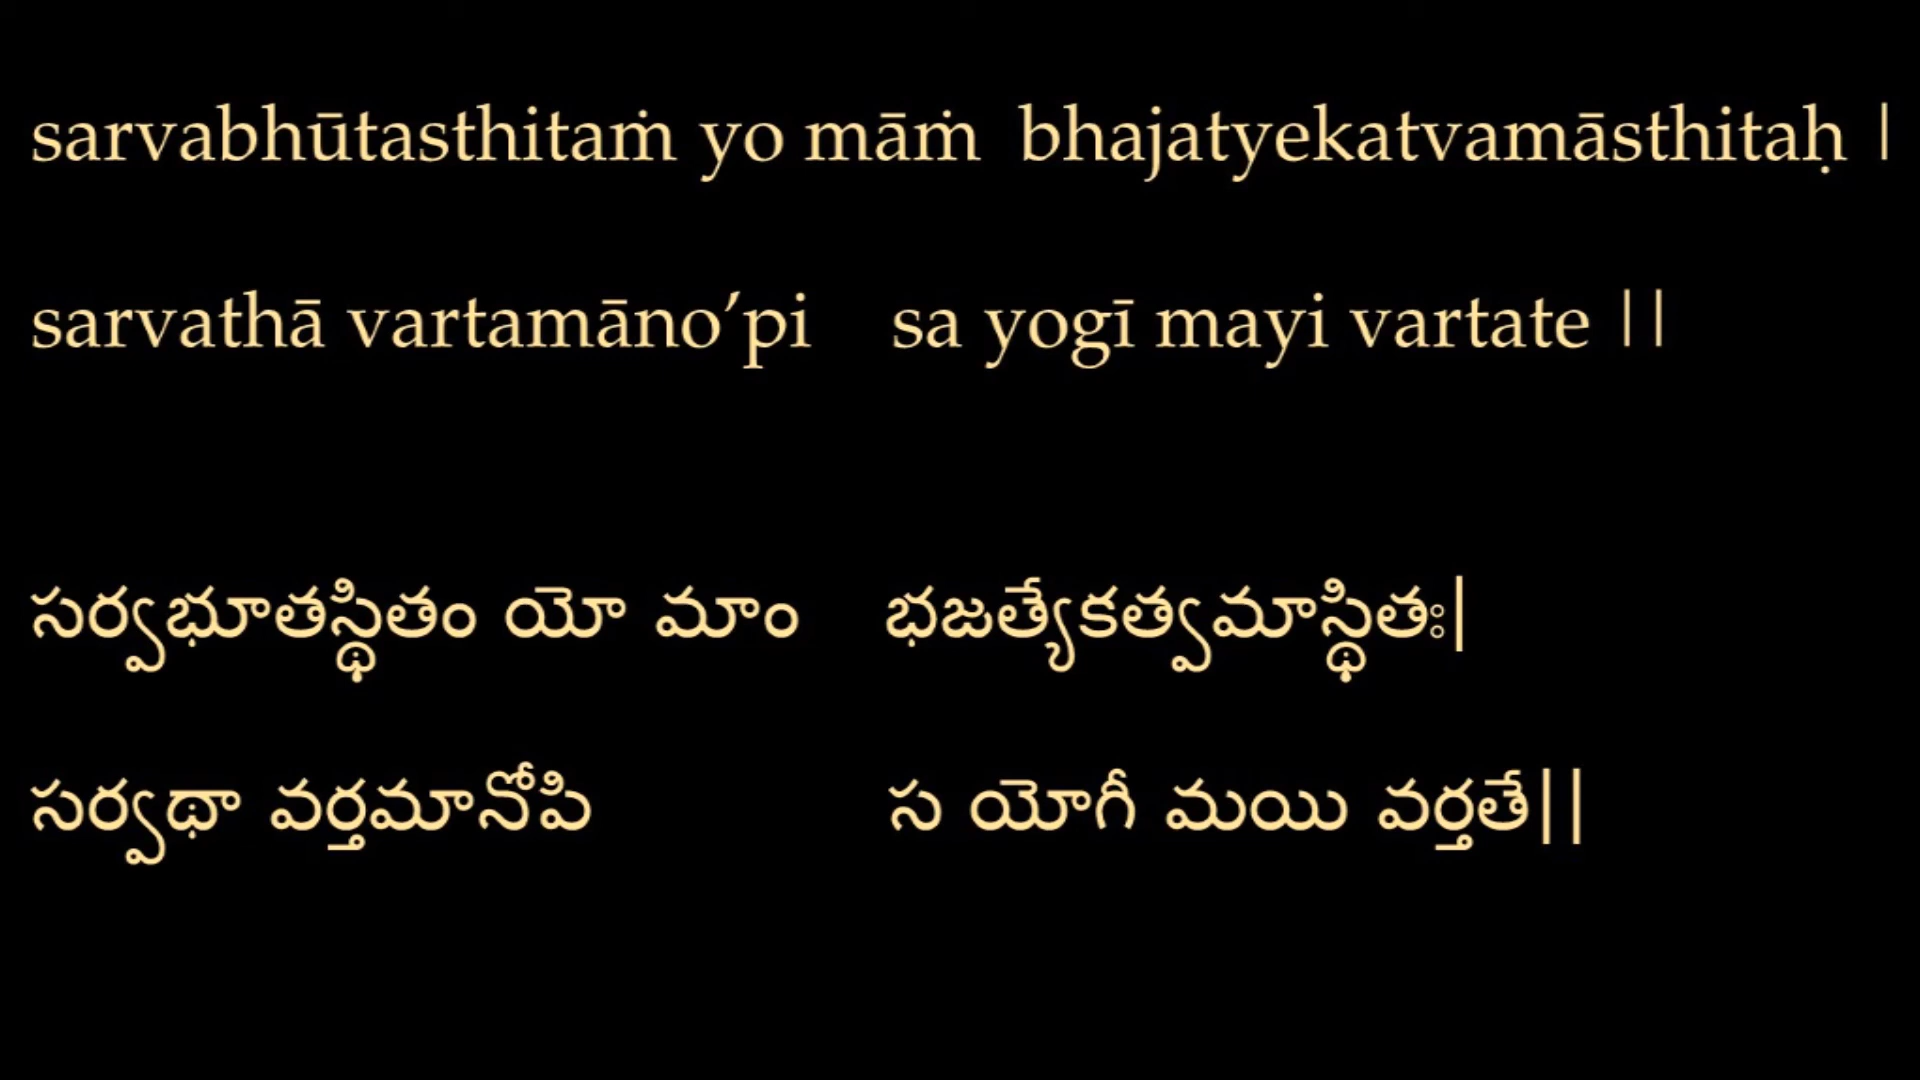 sarvabhūtasthitaṁ yo māṁ bhajatyekatvamāsthitaḥ |
sarvathā vartamāno’pi sa yogī mayi vartate ||
సర్వభూతస్థితం యో మాం భజత్యేకత్వమాస్థితః|
సర్వథా వర్తమానోపి స యోగీ మయి వర్తతే||